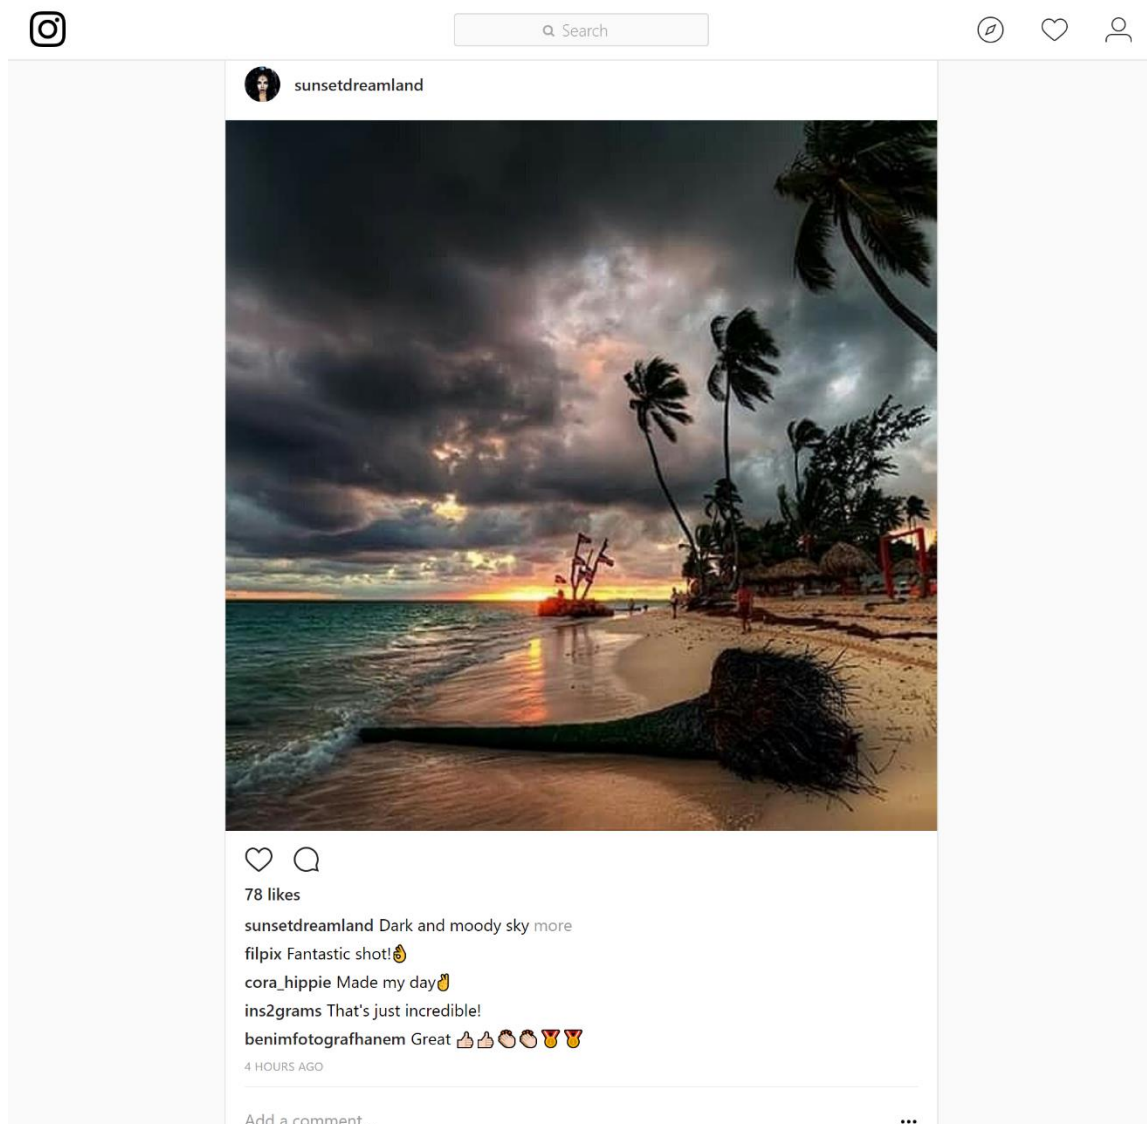 Search
sunsetdreamland
78 likes
sunsetdreamland Dark and moody sky more
filpix Fantastic shot!👌
cora_hippie Made my day✌
ins2grams That's just incredible!
benimfotografhanem Great 👍👍👏👏🏅🏅
4 HOURS AGO
Add a comment...